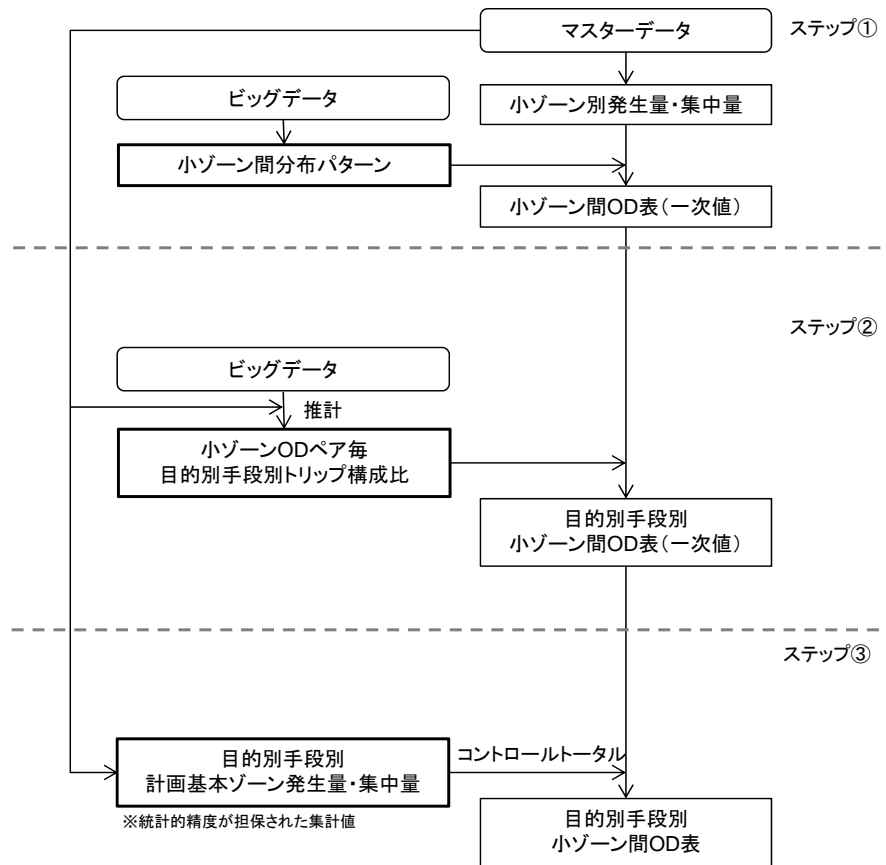 マスターデータ
ステップ①
ビッグデータ
小ゾーン別発生量・集中量
小ゾーン間分布パターン
小ゾーン間OD表（一次値）
ステップ②
ビッグデータ
推計
小ゾーンODペア毎
目的別手段別トリップ構成比
目的別手段別
小ゾーン間OD表（一次値）
ステップ③
目的別手段別
計画基本ゾーン発生量・集中量
コントロールトータル
※統計的精度が担保された集計値
目的別手段別
小ゾーン間OD表